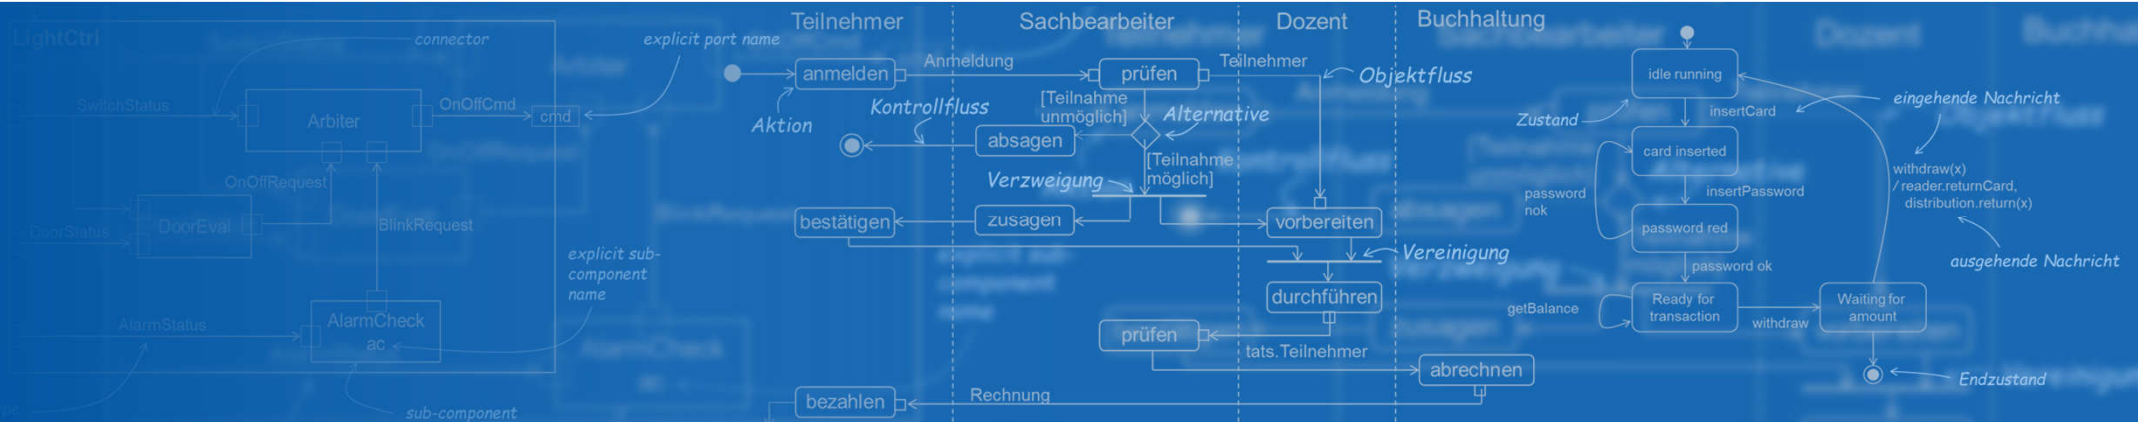 LightCtrl
connector
explicit port name
SwitchStatus
OnOffCmd
cmd
Arbiter
OnOffRequest
DoorEval
DoorStatus
BlinkRequest
explicit sub-
component
name
AlarmStatus
AlarmCheck
ac
sub-component
Teilnehmer
Sachbearbeiter
Dozent
Buchhaltung
anmelden
Anmeldung
prüfen
Teilnehmer
Objektfluss
Aktion
Kontrollfluss
[Teilnahme
unmöglich]
Alternative
absagen
[Teilnahme
möglich]
Verzweigung
bestätigen
zusagen
vorbereiten
Vereinigung
durchführen
prüfen
tats.Teilnehmer
abrechnen
bezahlen
Rechnung
idle running
insertCard
eingehende Nachricht
Zustand
card inserted
withdraw(x)
/ reader.returnCard,
distribution.return(x)
insertPassword
password
nok
password red
ausgehende Nachricht
password ok
getBalance
Ready for
transaction
withdraw
Waiting for
amount
Endzustand